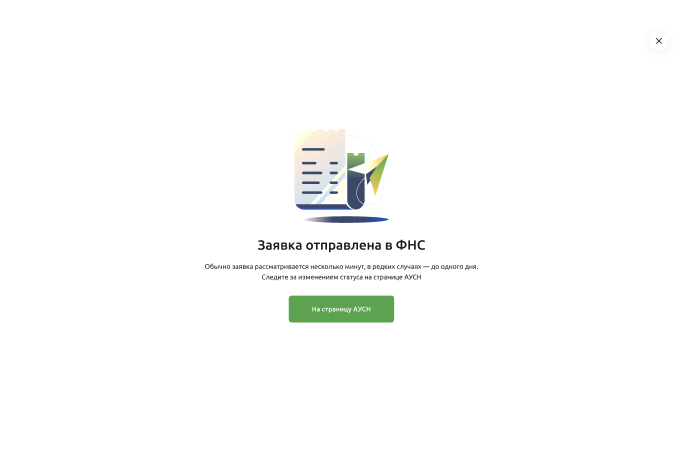 Заявка отправлена в ФНС
Обычно заявка рассматривается несколько минут, в редких случаях — до одного дня.
Следите за изменением статуса на странице АУСН
На страницу АУСН